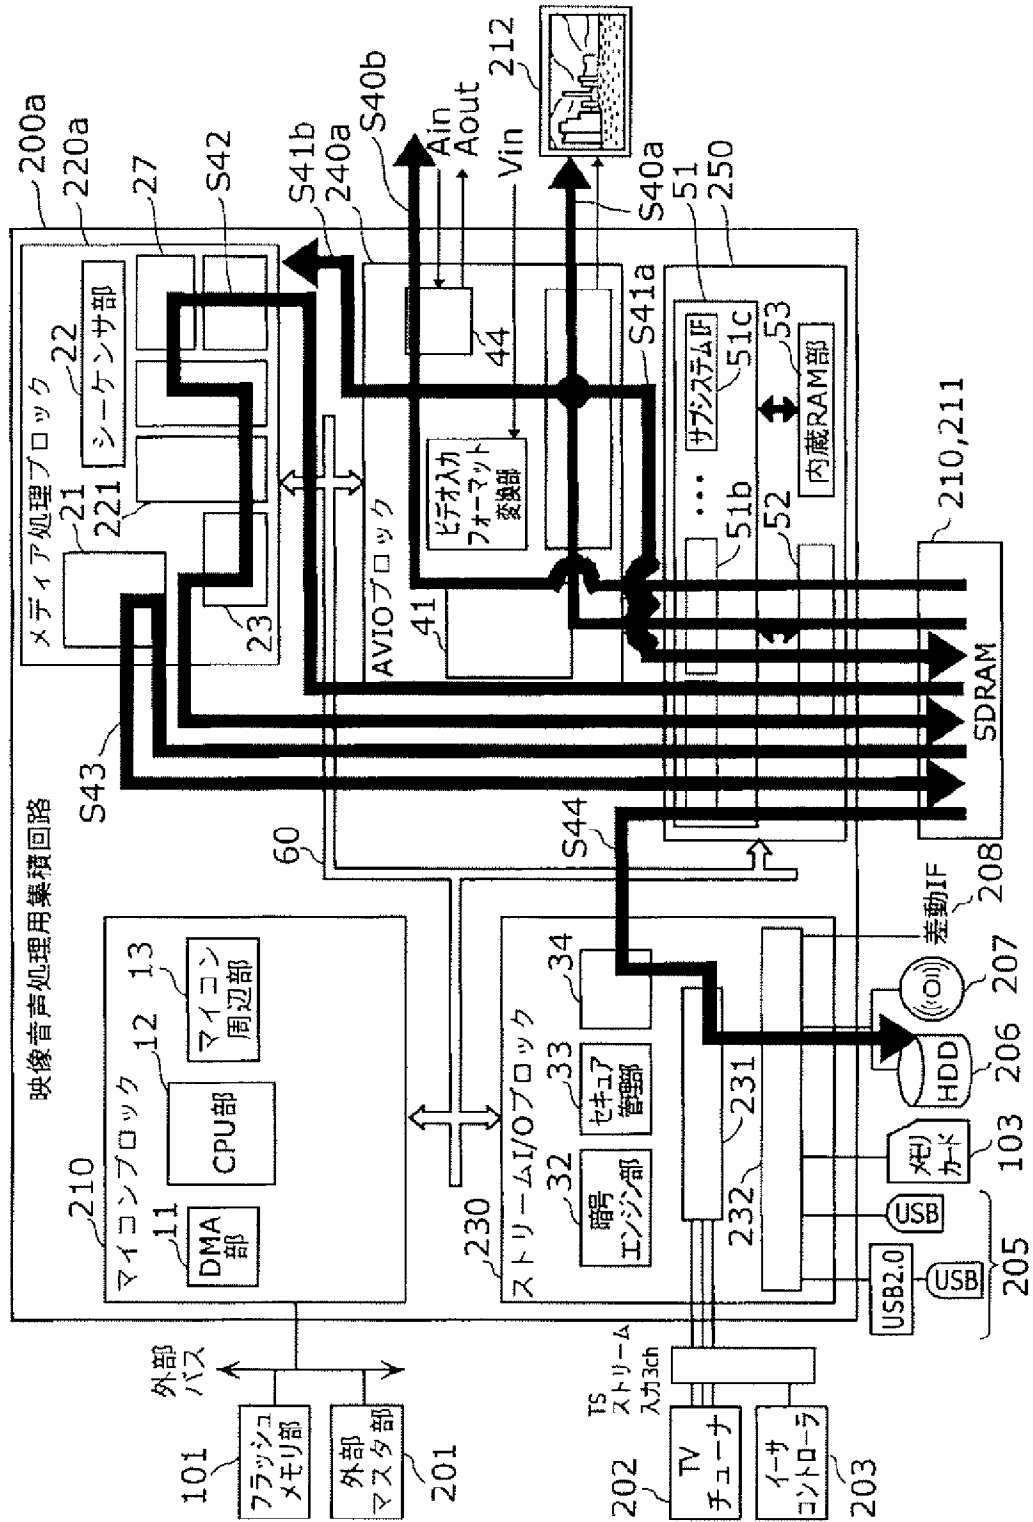 映像音声処理用集積回路
200a
メディア処理ブロック
220a
21
221
22
シーケンサ部
27
S42
23
S43
60
AVIOブロック
240a
S41b
S40b
Ain
Aout
Vin
41
44
ビデオ入力
フォーマット
変換部
212
S40a
S41a
51
250
サブシステムIF
51c
51b
•••
52
53
内蔵RAM部
210,211
SDRAM
S44
マイコンブロック
210
11
DMA
部
12
CPU部
13
マイコン
周辺部
外部
バス
101
フラッシュ
メモリ部
外部
マスタ部
201
ストリームI/Oブロック
230
32
暗号
エンジン部
33
セキュア
管理部
34
231
232
TS
ストリーム
入力3ch
202
TV
チューナ
イーサ
コントローラ
203
USB2.0
USB
USB
205
メモリ
カード
103
HDD
206
207
差動IF
208